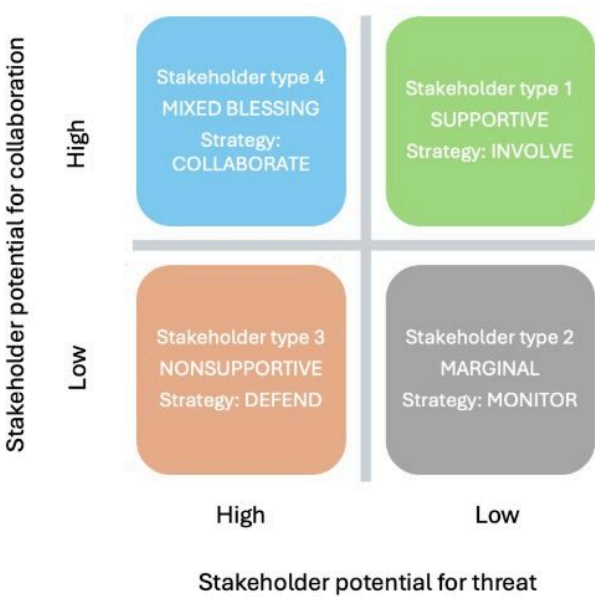 Stakeholder potential for collaboration
High
Low
Stakeholder type 4
MIXED BLESSING
Strategy:
COLLABORATE
Stakeholder type 1
SUPPORTIVE
Strategy: INVOLVE
Stakeholder type 3
NONSUPPORTIVE
Strategy: DEFEND
Stakeholder type 2
MARGINAL
Strategy: MONITOR
High
Low
Stakeholder potential for threat